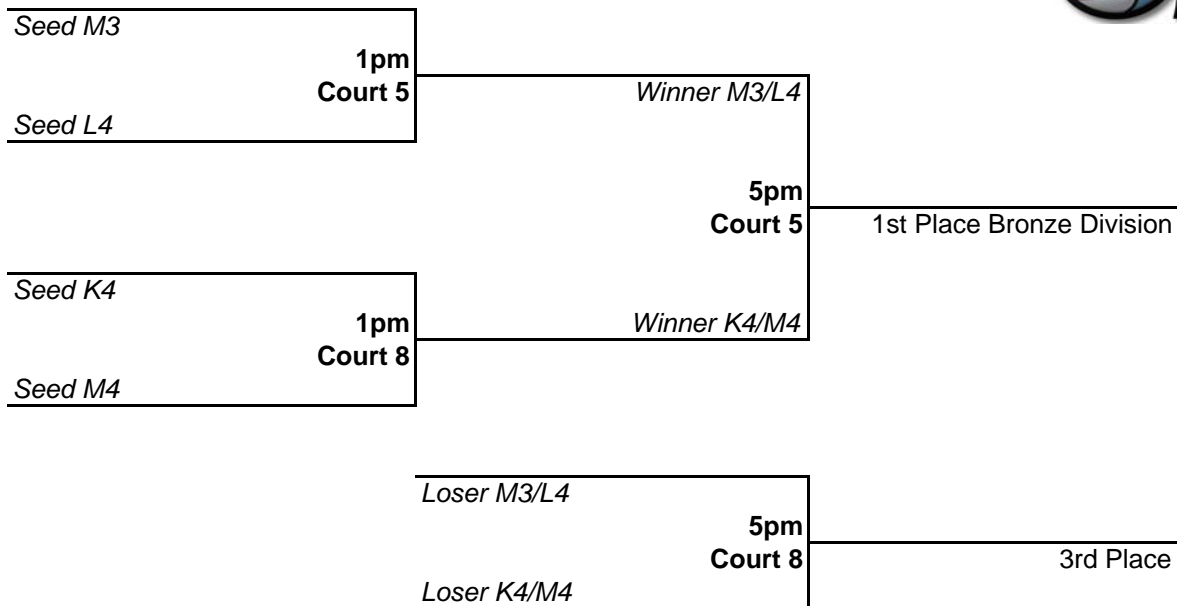 Seed M3
1pm
Court 5
Winner M3/L4
Seed L4
5pm
Court 5
1st Place Bronze Division
Seed K4
1pm
Winner K4/M4
Court 8
Seed M4
Loser M3/L4
5pm
Court 8
3rd Place
Loser K4/M4